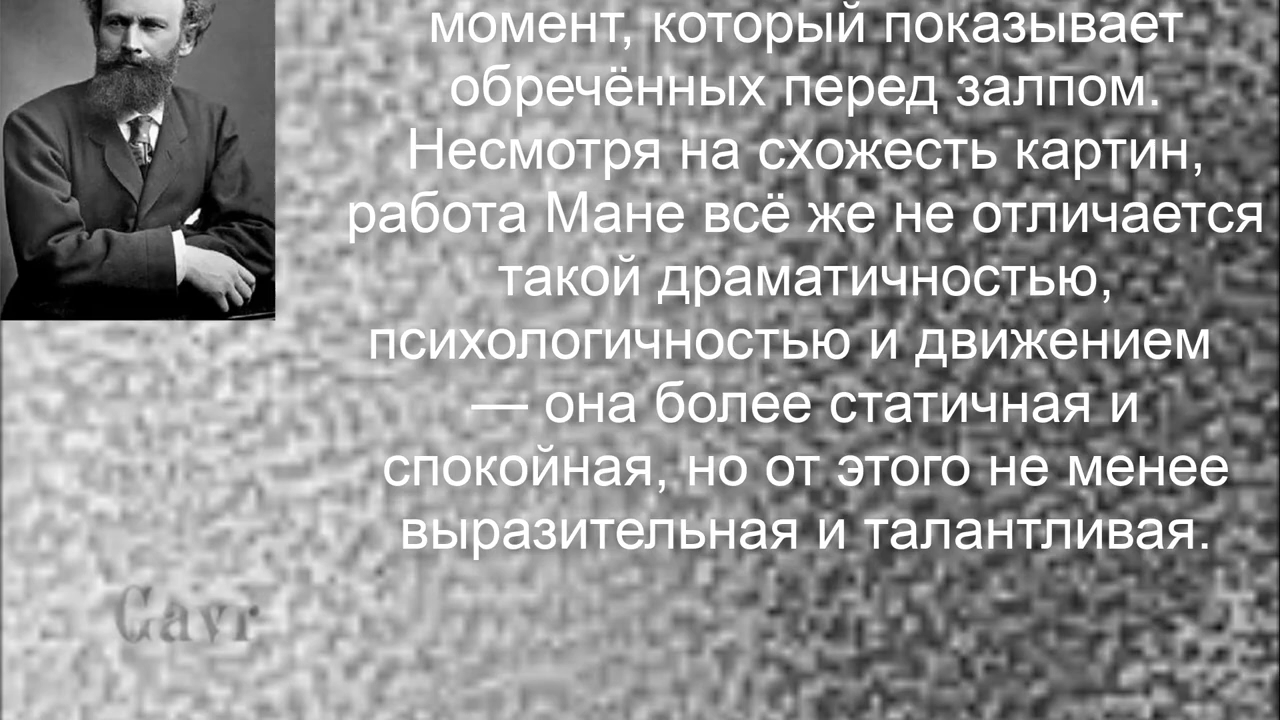 момент, который показывает
обречённых перед залпом.
Несмотря на схожесть картин,
работа Мане всё же не отличается
такой драматичностью,
психологичностью и движением
— она более статичная и
спокойная, но от этого не менее
выразительная и талантливая.
Gavr